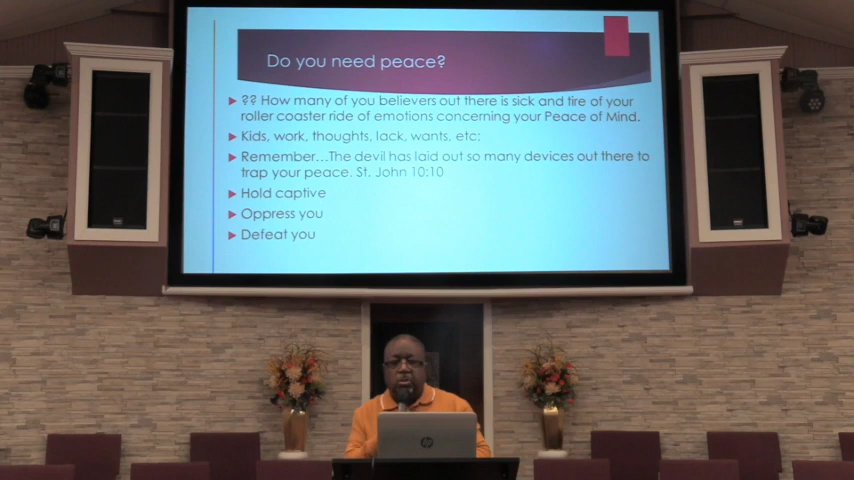 Do you need peace?
?? How many of you believers out there is sick and tire of your
roller coaster ride of emotions concerning your Peace of Mind.
Kids, work, thoughts, lack, wants, etc;
Remember...The devil has laid out so many devices out there to
trap your peace. St. John 10:10
Hold captive
Oppress you
Defeat you
hp